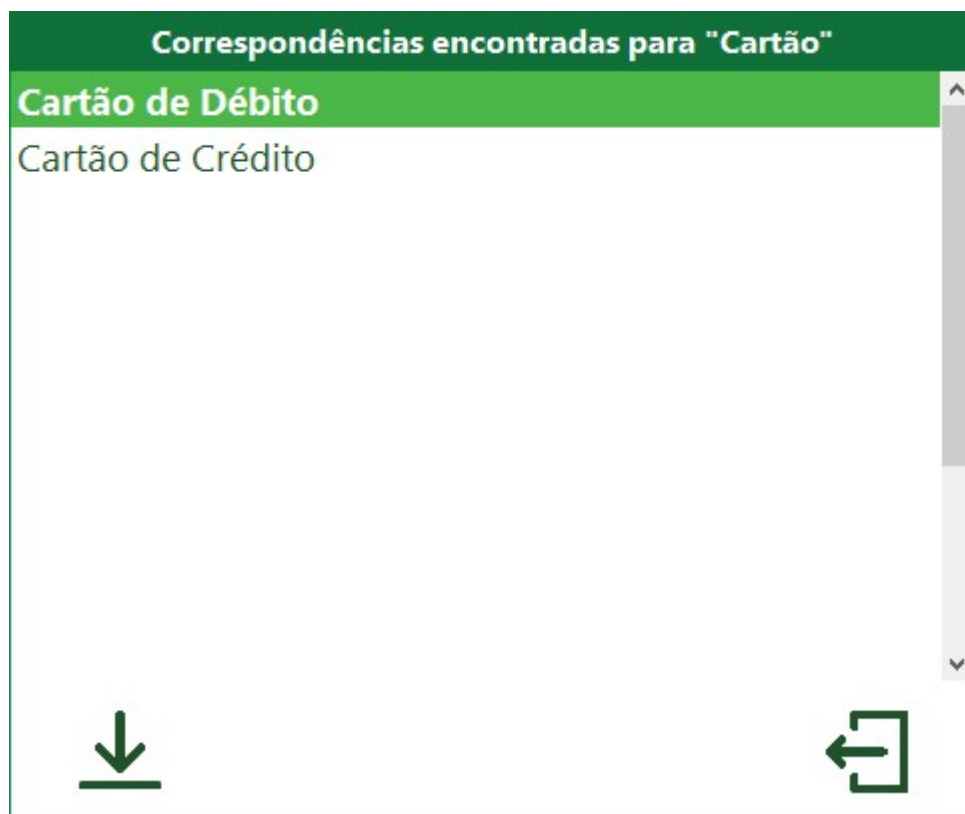 Correspondências encontradas para "Cartão"
Cartão de Débito
Cartão de Crédito